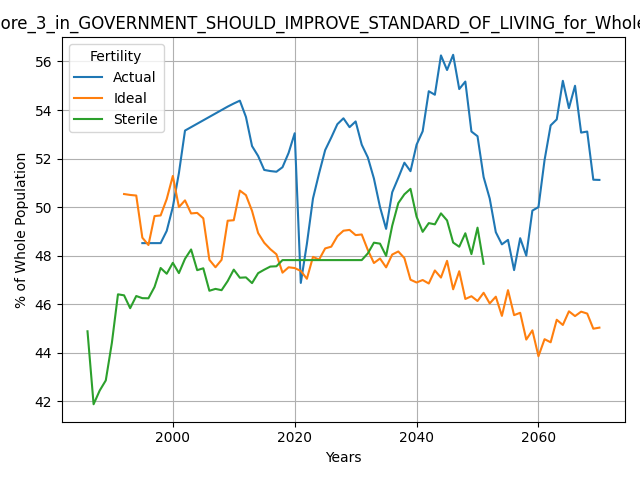 ore_3_in_GOVERNMENT_SHOULD_IMPROVE_STANDARD_OF_LIVING_for_Whole
Fertility
Actual
Ideal
Sterile
56
54
52
50
48
46
44
42
% of Whole Population
2000
2020
2040
2060
Years